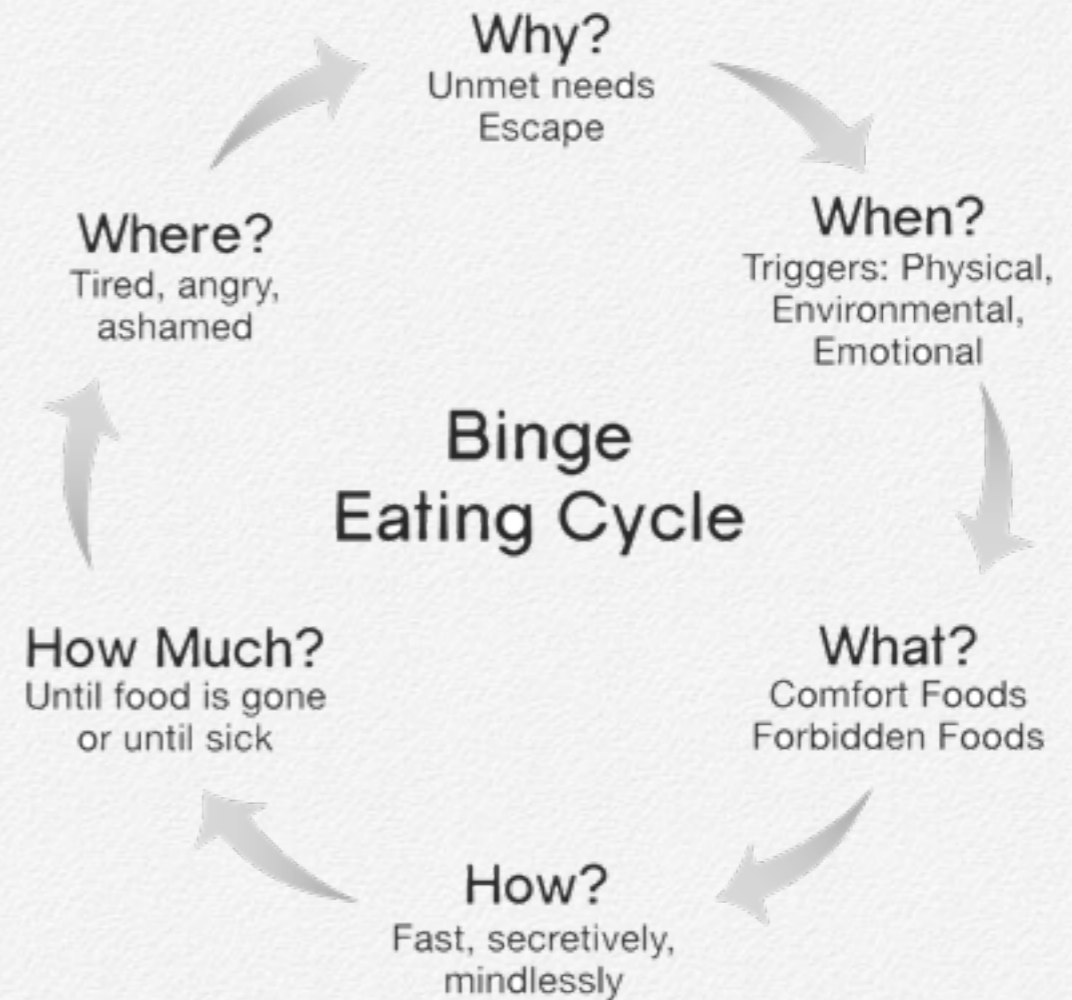 Why?
Unmet needs
Escape
When?
Triggers: Physical,
Environmental,
Emotional
What?
Comfort Foods
Forbidden Foods
How?
Fast, secretively,
mindlessly
How Much?
Until food is gone
or until sick
Where?
Tired, angry,
ashamed
Binge
Eating Cycle